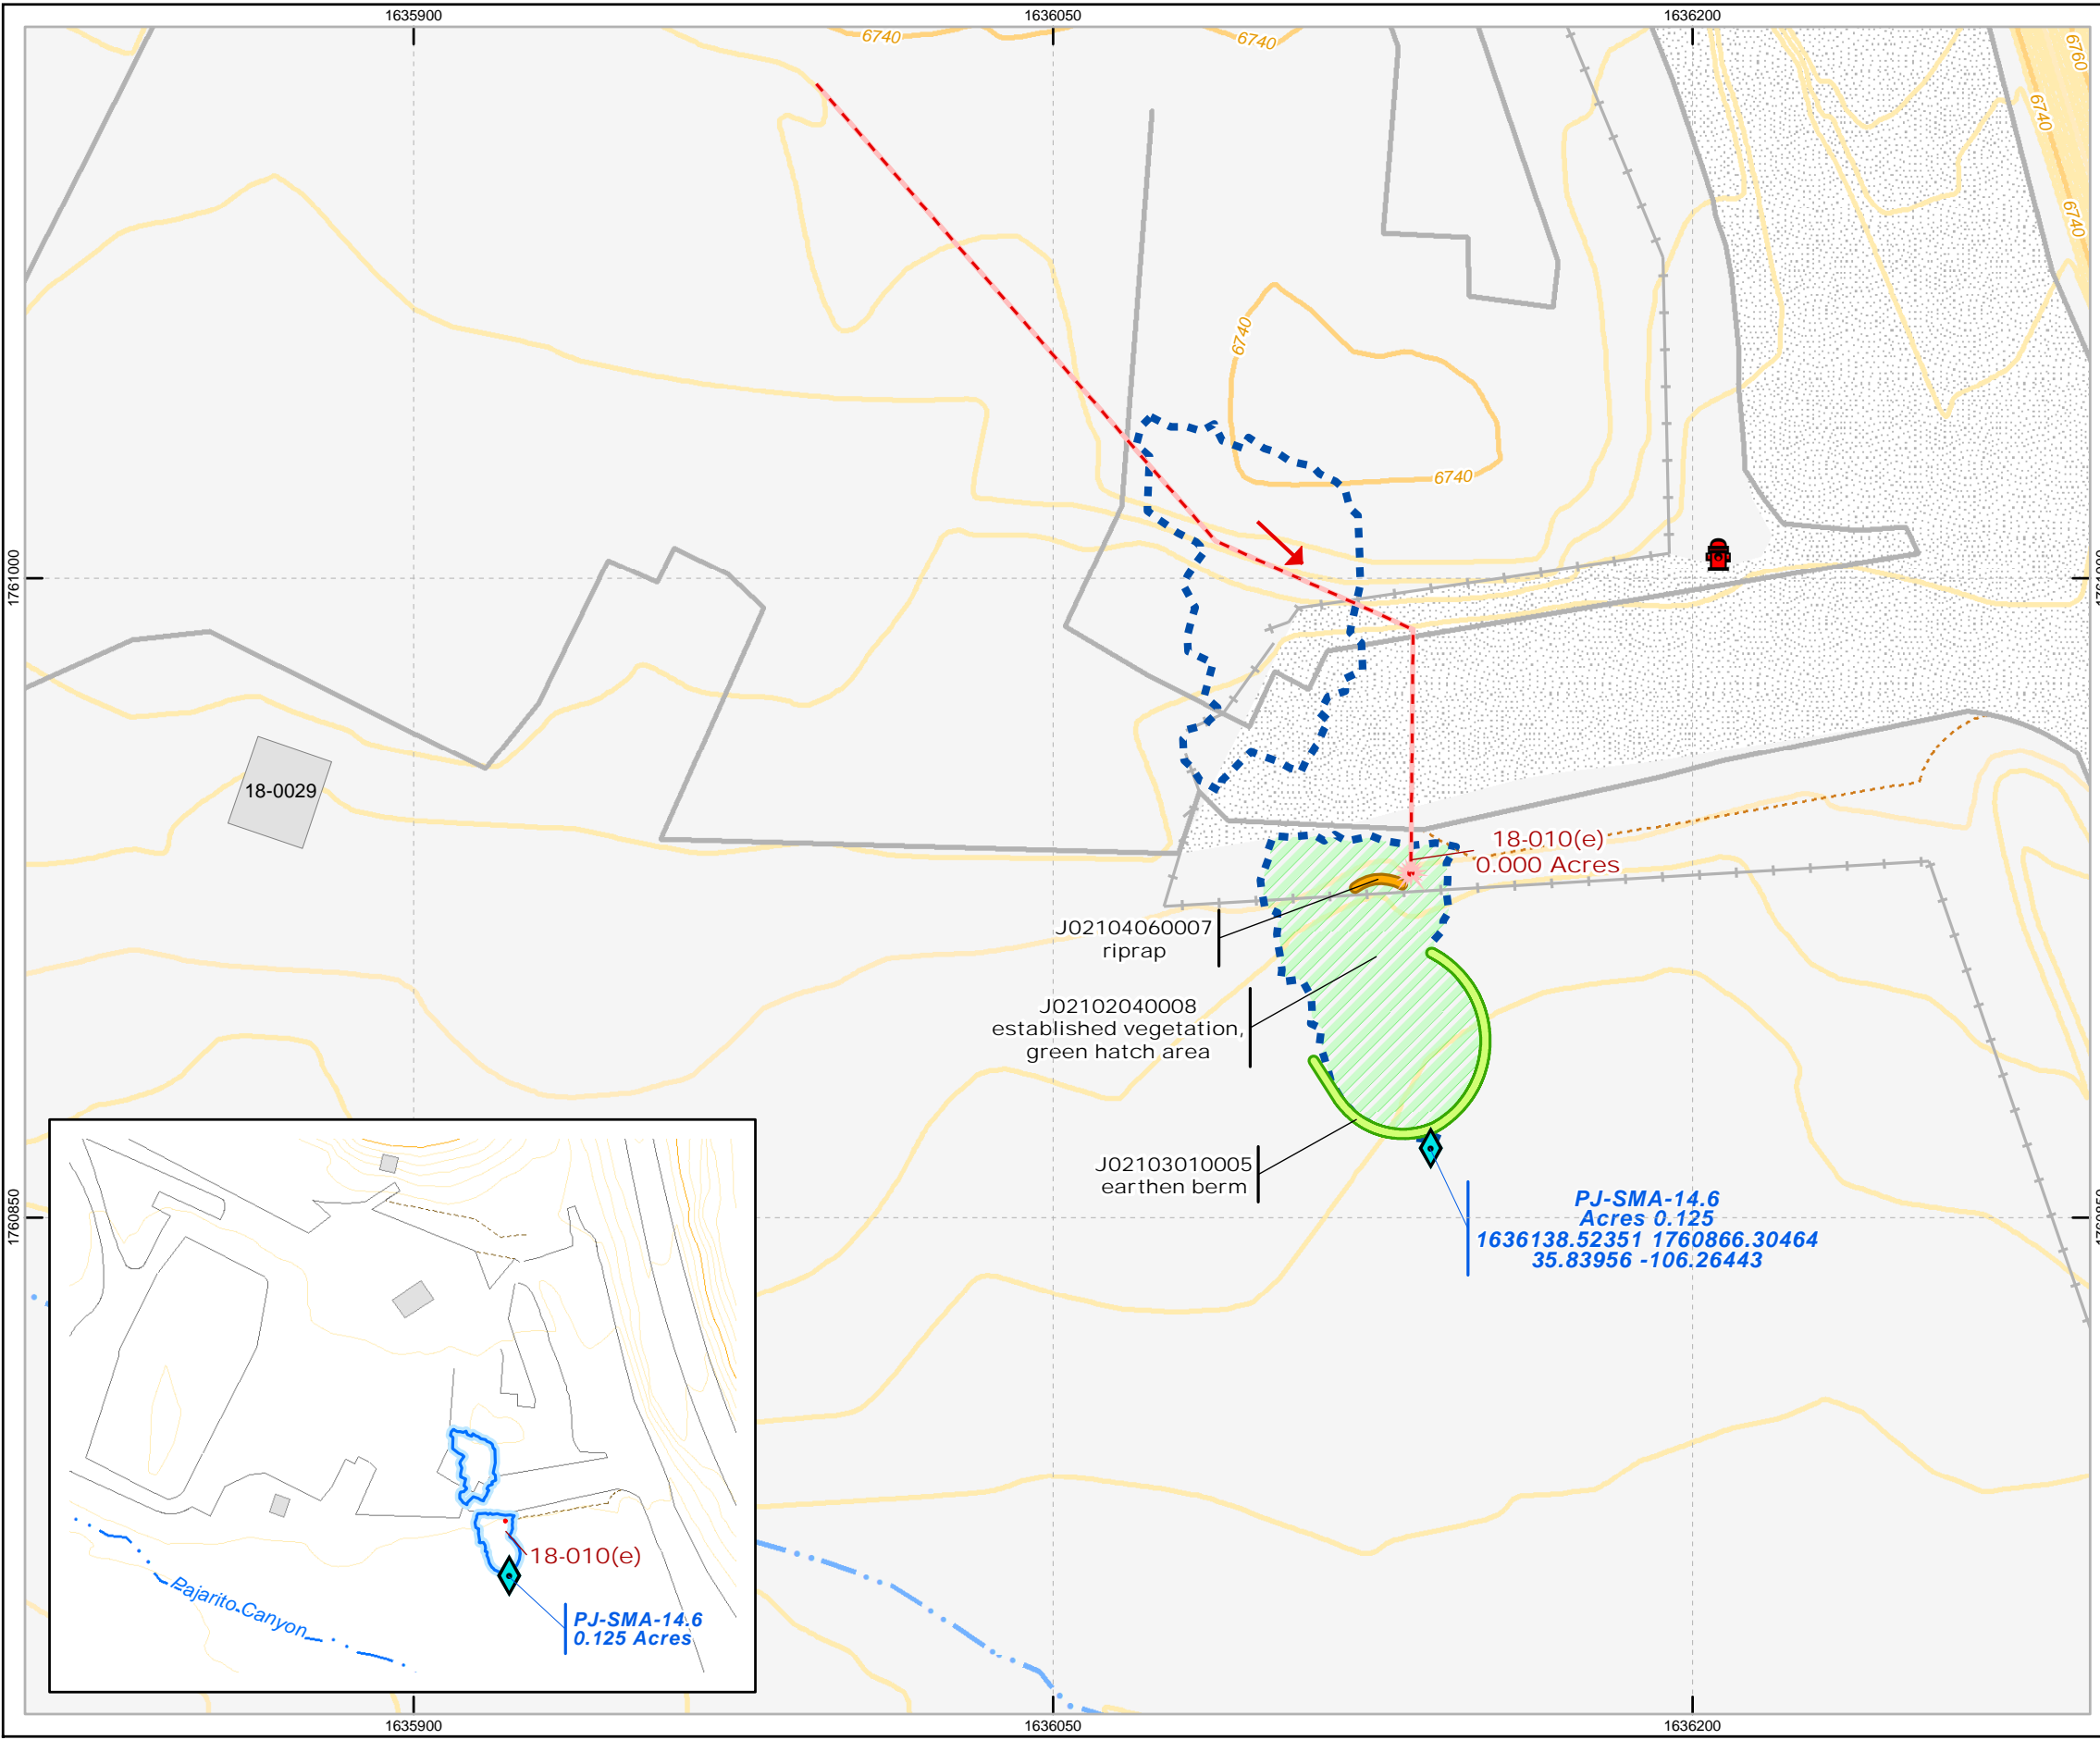 1635900
1636050
1636200
6740
6740
6760
6740
6740
6740
6740
1761000
18-0029
18-010(e)
0.000 Acres
J02104060007
riprap
J02102040008
established vegetation,
green hatch area
J02103010005
earthen berm
PJ-SMA-14.6
Acres 0.125
1636138.52351 1760866.30464
35.83956 -106.26443
1760850
18-010(e)
Pajarito Canyon
PJ-SMA-14.6
0.125 Acres
1635900
1636050
1636200